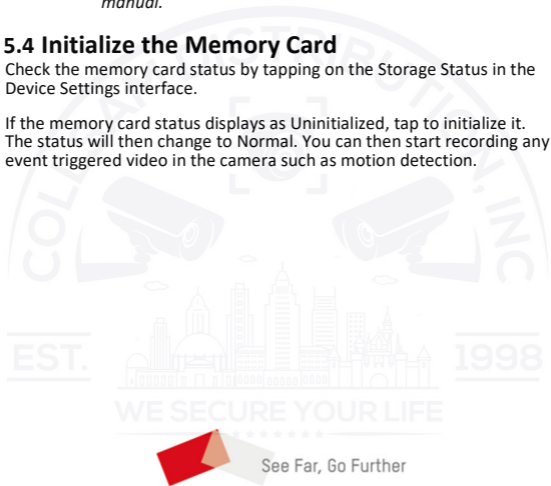 manual.
5.4 Initialize the Memory Card
Check the memory card status by tapping on the Storage Status in the
Device Settings interface.
If the memory card status displays as Uninitialized, tap to initialize it.
The status will then change to Normal. You can then start recording any
event triggered video in the camera such as motion detection.
DISTRIBUTION, INC
EST.
1998
WE SECURE YOUR LIFE
See Far, Go Further